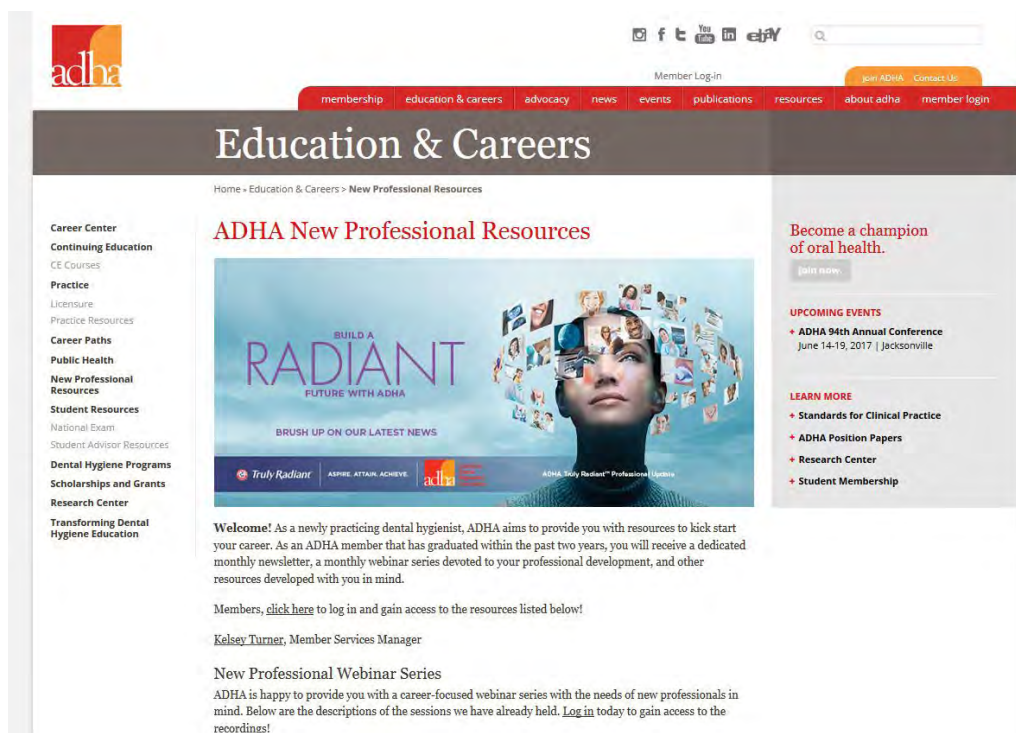 adha
You
Tube
in
ebay
Member Log-in
Join ADHA
Contact Us
membership
education & careers
advocacy
news
events
publications
resources
about adha
member login
Education & Careers
Home » Education & Careers > New Professional Resources
Career Center
Continuing Education
CE Courses
Practice
Licensure
Practice Resources
Career Paths
Public Health
New Professional
Resources
Student Resources
National Exam
Student Advisor Resources
Dental Hygiene Programs
Scholarships and Grants
Research Center
Transforming Dental
Hygiene Education
ADHA New Professional Resources
BUILD A
RADIANT
FUTURE WITH ADHA
BRUSH UP ON OUR LATEST NEWS
Truly Radiant
ASPIRE. ATTAIN. ACHIEVE.
adha
ADHA Truly Radiant™ Professional Update
Welcome! As a newly practicing dental hygienist, ADHA aims to provide you with resources to kick start
your career. As an ADHA member that has graduated within the past two years, you will receive a dedicated
monthly newsletter, a monthly webinar series devoted to your professional development, and other
resources developed with you in mind.
Members, click here to log in and gain access to the resources listed below!
Kelsey Turner, Member Services Manager
New Professional Webinar Series
ADHA is happy to provide you with a career-focused webinar series with the needs of new professionals in
mind. Below are the descriptions of the sessions we have already held. Log in today to gain access to the
recordings!
Become a champion
of oral health.
join now.
UPCOMING EVENTS
+ ADHA 94th Annual Conference
June 14-19, 2017 | Jacksonville
LEARN MORE
+ Standards for Clinical Practice
+ ADHA Position Papers
+ Research Center
+ Student Membership